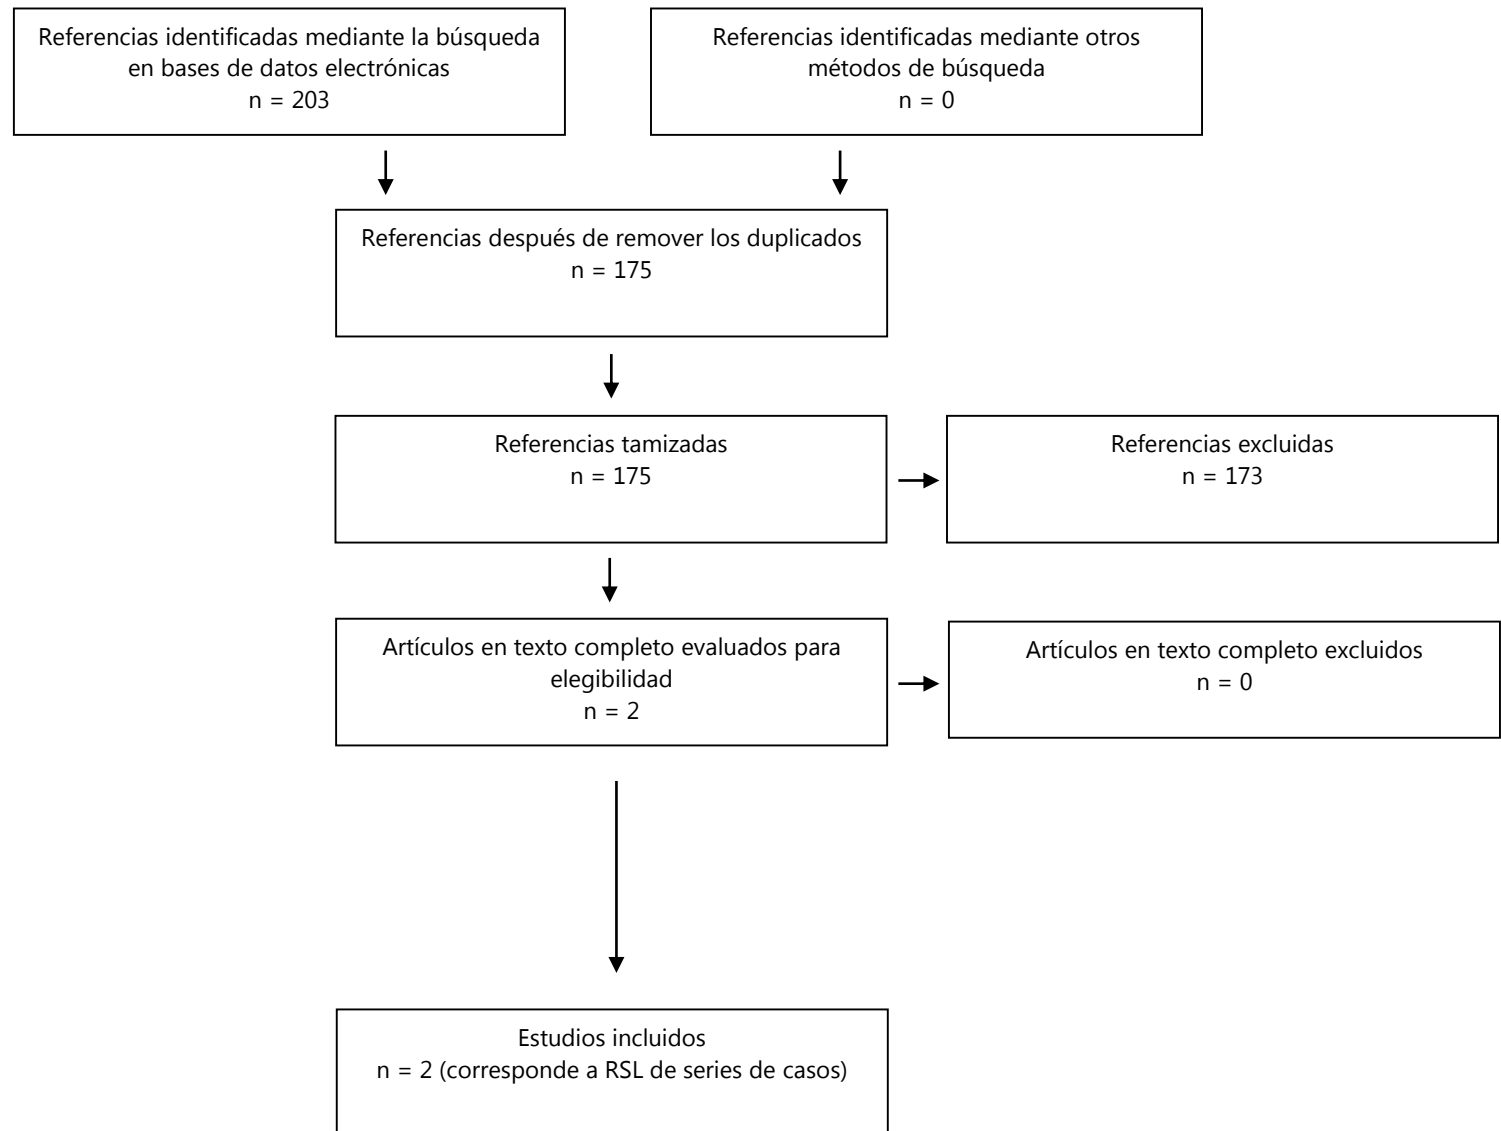 Referencias identificadas mediante la búsqueda
en bases de datos electrónicas
n = 203
Referencias identificadas mediante otros
métodos de búsqueda
n = 0
Referencias después de remover los duplicados
n = 175
Referencias tamizadas
n = 175
Referencias excluidas
n = 173
Artículos en texto completo evaluados para
elegibilidad
n = 2
Artículos en texto completo excluidos
n = 0
Estudios incluidos
n = 2 (corresponde a RSL de series de casos)